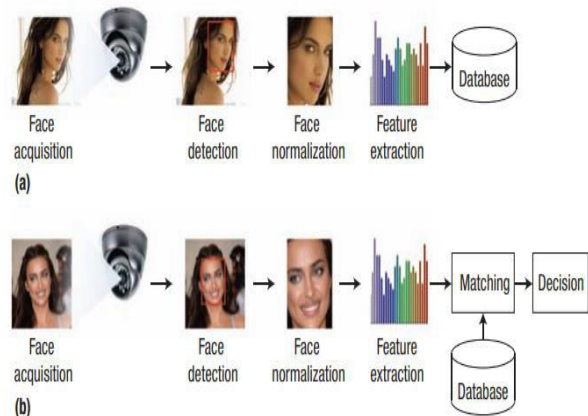 Database
Face
acquisition
Face
detection
Face
normalization
Feature
extraction
(a)
Matching
Decision
Face
acquisition
Face
detection
Face
normalization
Feature
extraction
Database
(b)